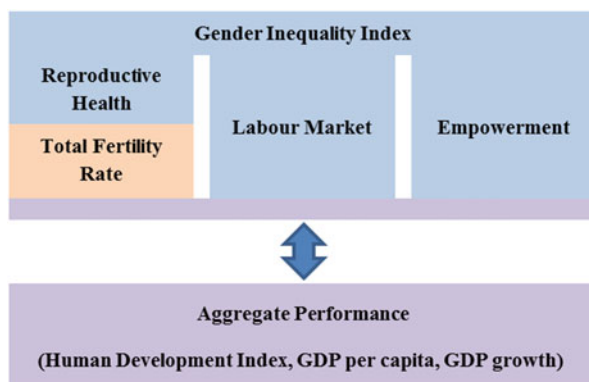 Gender Inequality Index
Reproductive
Health
Total Fertility
Rate
Labour Market
Empowerment
Aggregate Performance
(Human Development Index, GDP per capita, GDP growth)